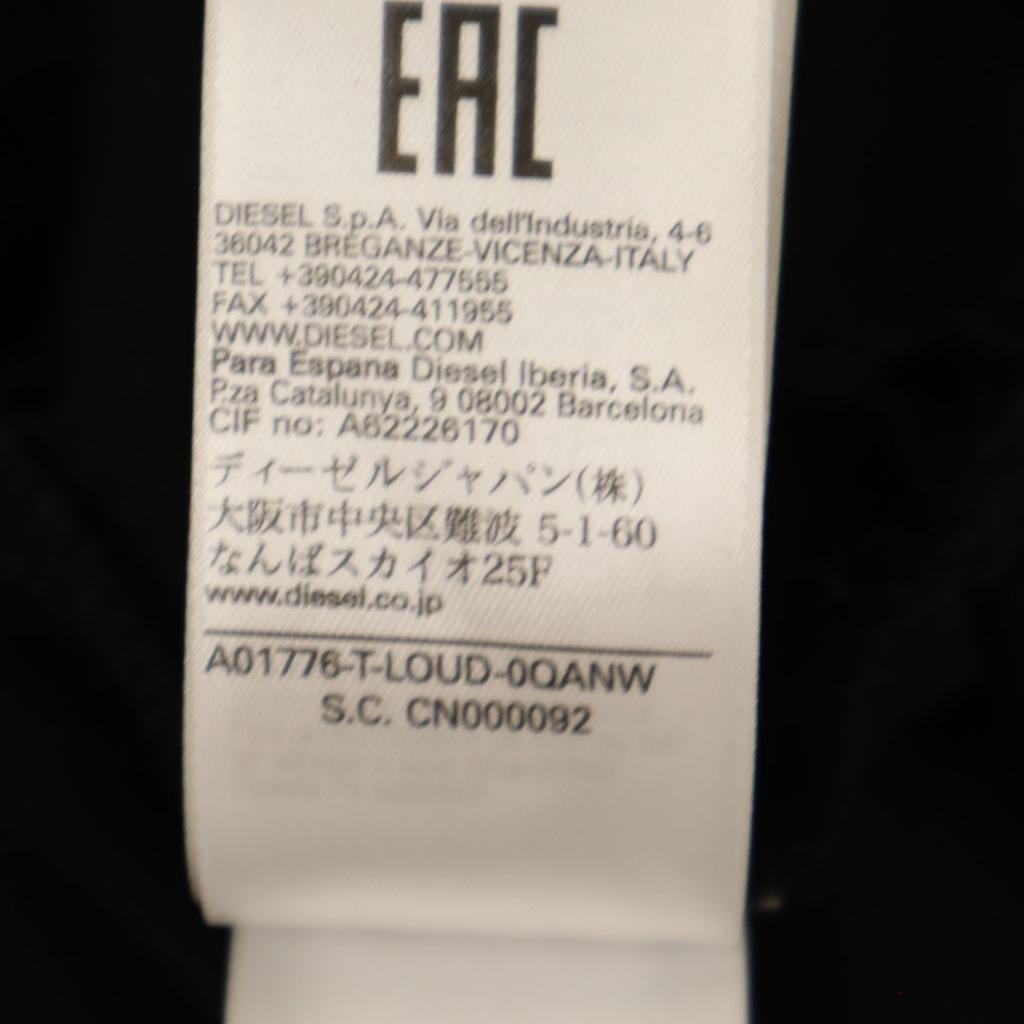 EAC
DIESEL S.p.A. Via dell'Industria, 4-6
36042 BREGANZE-VICENZA-ITALY
TEL +390424-477555
FAX +390424-411955
WWW.DIESEL.COM
Para Espana Diesel Iberia, S.A.
P.za Catalunya, 9 08002 Barcelona
CIF no: A62226170
ディーゼルジャパン(株)
大阪市中央区難波 5-1-60
なんばスカイオ25F
www.diesel.co.jp
A01776-T-LOUD-0QANW
S.C. CN000092